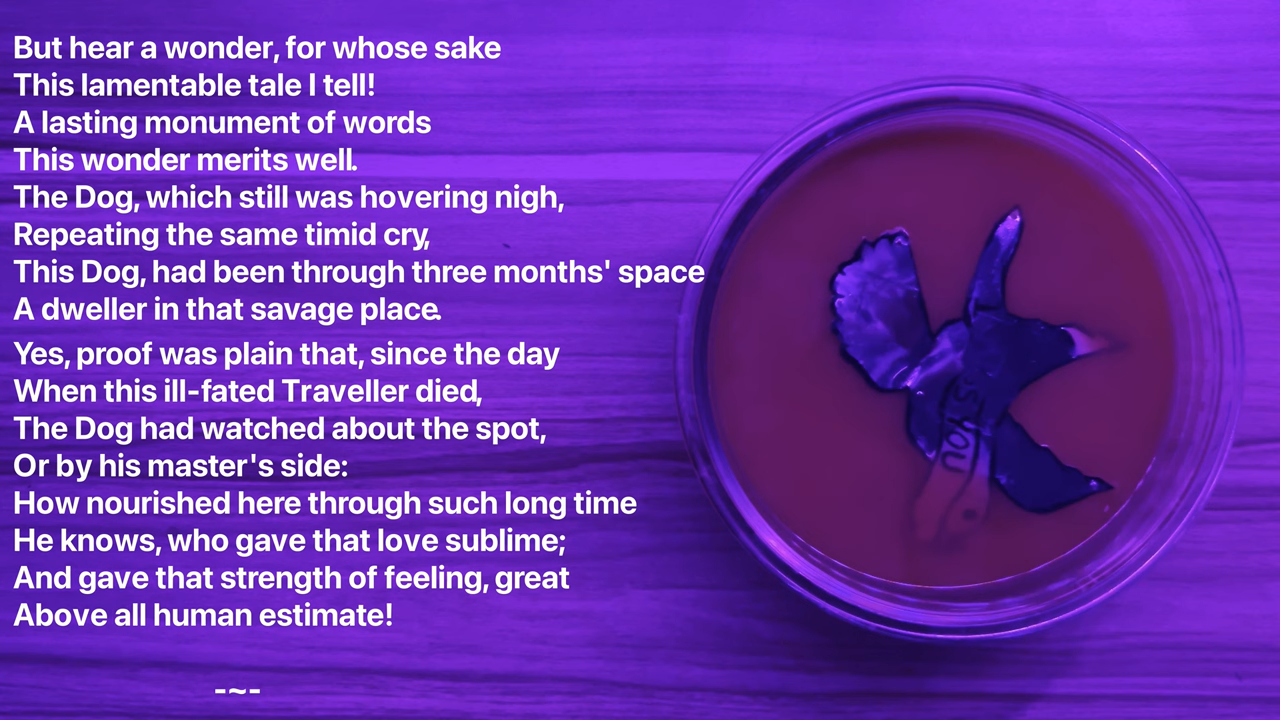 But hear a wonder, for whose sake
This lamentable tale I tell!
A lasting monument of words
This wonder merits well.
The Dog, which still was hovering nigh,
Repeating the same timid cry,
This Dog, had been through three months' space
A dweller in that savage place.
Yes, proof was plain that, since the day
When this ill-fated Traveller died,
The Dog had watched about the spot,
Or by his master's side:
How nourished here through such long time
He knows, who gave that love sublime;
And gave that strength of feeling, great
Above all human estimate!
-~-
IS YOU